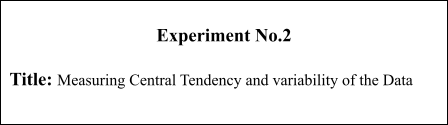 Experiment No.2
Title: Measuring Central Tendency and variability of the Data